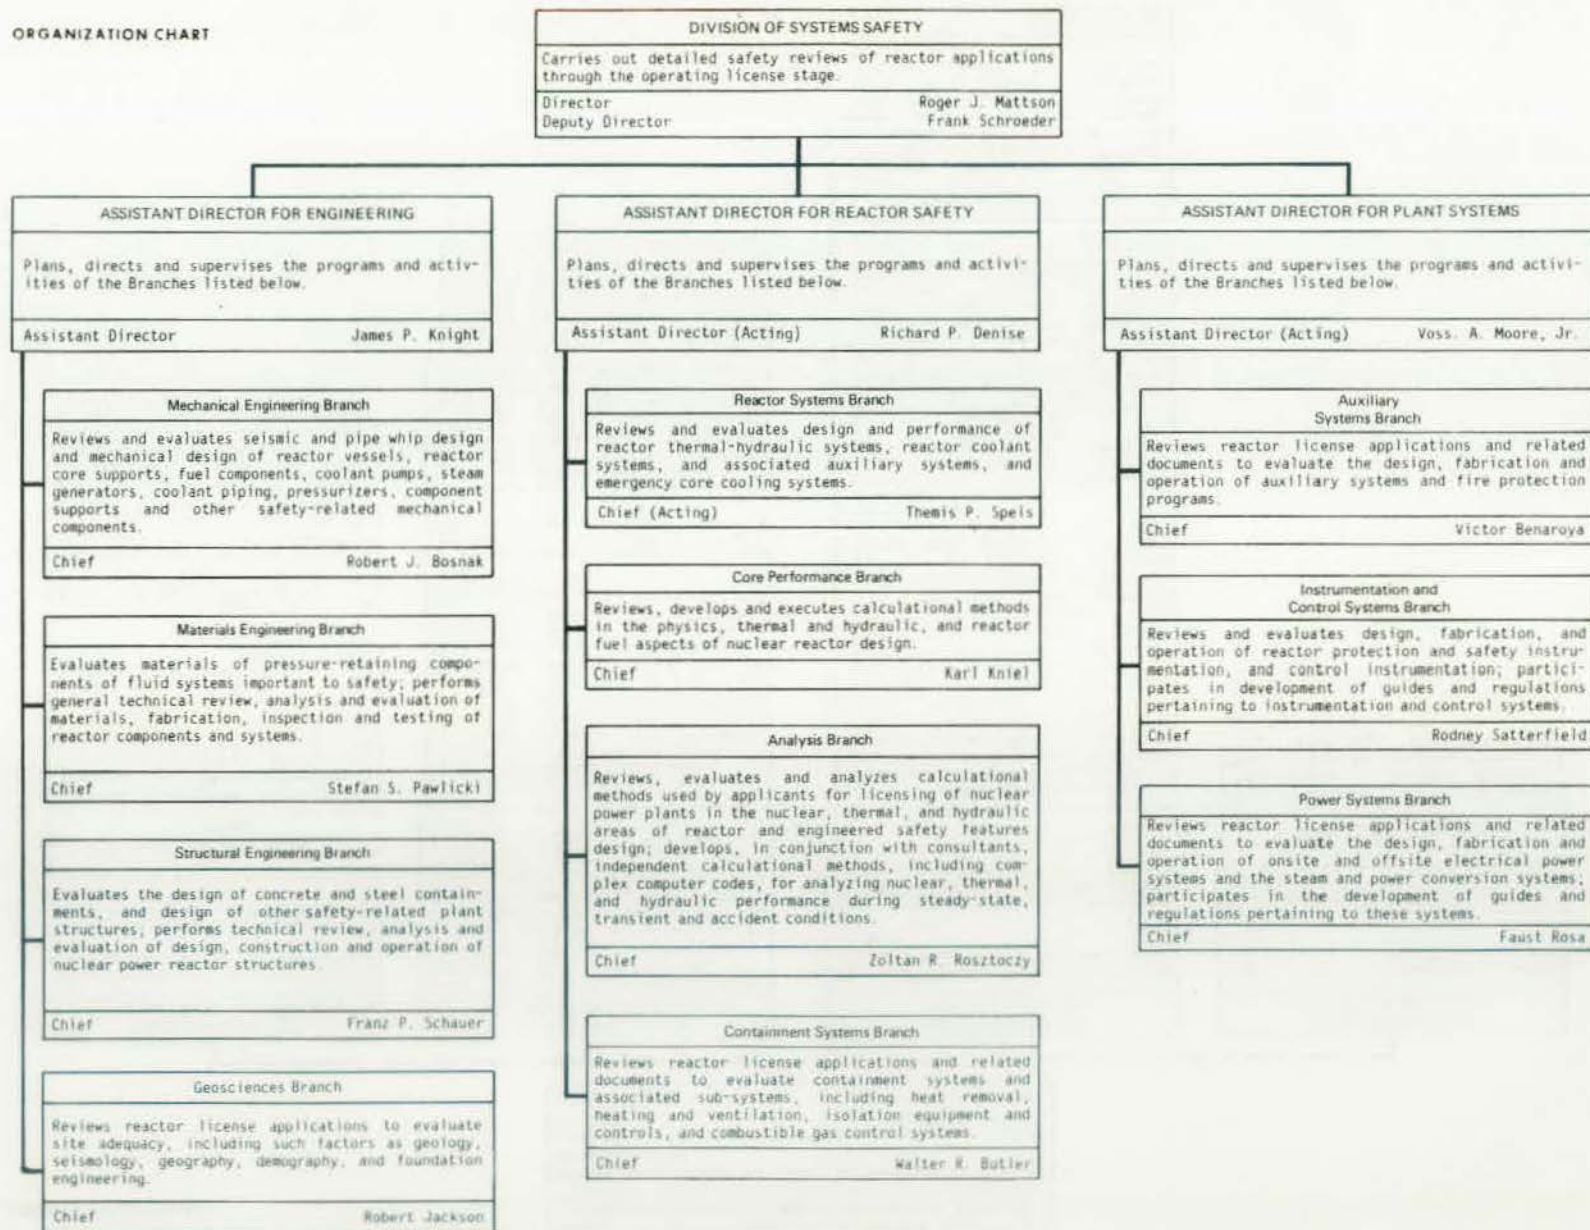 ORGANIZATION CHART
DIVISION OF SYSTEMS SAFETY
Carries out detailed safety reviews of reactor applications
through the operating license stage.
Director Roger J. Mattson
Deputy Director Frank Schroeder
ASSISTANT DIRECTOR FOR ENGINEERING
Plans, directs and supervises the programs and activ-
ities of the Branches listed below.
Assistant Director James P. Knight
Mechanical Engineering Branch
Reviews and evaluates seismic and pipe whip design
and mechanical design of reactor vessels, reactor
core supports, fuel components, coolant pumps, steam
generators, coolant piping, pressurizers, component
supports and other safety-related mechanical
components.
Chief Robert J. Bosnak
Materials Engineering Branch
Evaluates materials of pressure-retaining compo-
nents of fluid systems important to safety; performs
general technical review, analysis and evaluation of
materials, fabrication, inspection and testing of
reactor components and systems.
Chief Stefan S. Pawlicki
Structural Engineering Branch
Evaluates the design of concrete and steel contain-
ments, and design of other safety-related plant
structures; performs technical review, analysis and
evaluation of design, construction and operation of
nuclear power reactor structures.
Chief Franz P. Schauer
Geosciences Branch
Reviews reactor license applications to evaluate
site adequacy, including such factors as geology,
seismology, geography, demography, and foundation
engineering.
Chief Robert Jackson
ASSISTANT DIRECTOR FOR REACTOR SAFETY
Plans, directs and supervises the programs and activi-
ties of the Branches listed below.
Assistant Director (Acting) Richard P. Denise
Reactor Systems Branch
Reviews and evaluates design and performance of
reactor thermal-hydraulic systems, reactor coolant
systems, and associated auxiliary systems, and
emergency core cooling systems.
Chief (Acting) Themis P. Speis
Core Performance Branch
Reviews, develops and executes calculational methods
in the physics, thermal and hydraulic, and reactor
fuel aspects of nuclear reactor design.
Chief Karl Kniel
Analysis Branch
Reviews, evaluates and analyzes calculational
methods used by applicants for licensing of nuclear
power plants in the nuclear, thermal, and hydraulic
areas of reactor and engineered safety features
design; develops, in conjunction with consultants,
independent calculational methods, including com-
plex computer codes, for analyzing nuclear, thermal,
and hydraulic performance during steady-state,
transient and accident conditions.
Chief Zoltan R. Rosztoczy
Containment Systems Branch
Reviews reactor license applications and related
documents to evaluate containment systems and
associated sub-systems, including heat removal,
heating and ventilation, isolation equipment and
controls, and combustible gas control systems.
Chief Walter R. Butler
ASSISTANT DIRECTOR FOR PLANT SYSTEMS
Plans, directs and supervises the programs and activi-
ties of the Branches listed below.
Assistant Director (Acting) Voss. A. Moore, Jr.
Auxiliary
Systems Branch
Reviews reactor license applications and related
documents to evaluate the design, fabrication and
operation of auxiliary systems and fire protection
programs.
Chief Victor Benaroya
Instrumentation and
Control Systems Branch
Reviews and evaluates design, fabrication, and
operation of reactor protection and safety instru-
mentation, and control instrumentation; partici-
pates in development of guides and regulations
pertaining to instrumentation and control systems.
Chief Rodney Satterfield
Power Systems Branch
Reviews reactor license applications and related
documents to evaluate the design, fabrication and
operation of onsite and offsite electrical power
systems and the steam and power conversion systems;
participates in the development of guides and
regulations pertaining to these systems.
Chief Faust Rosa